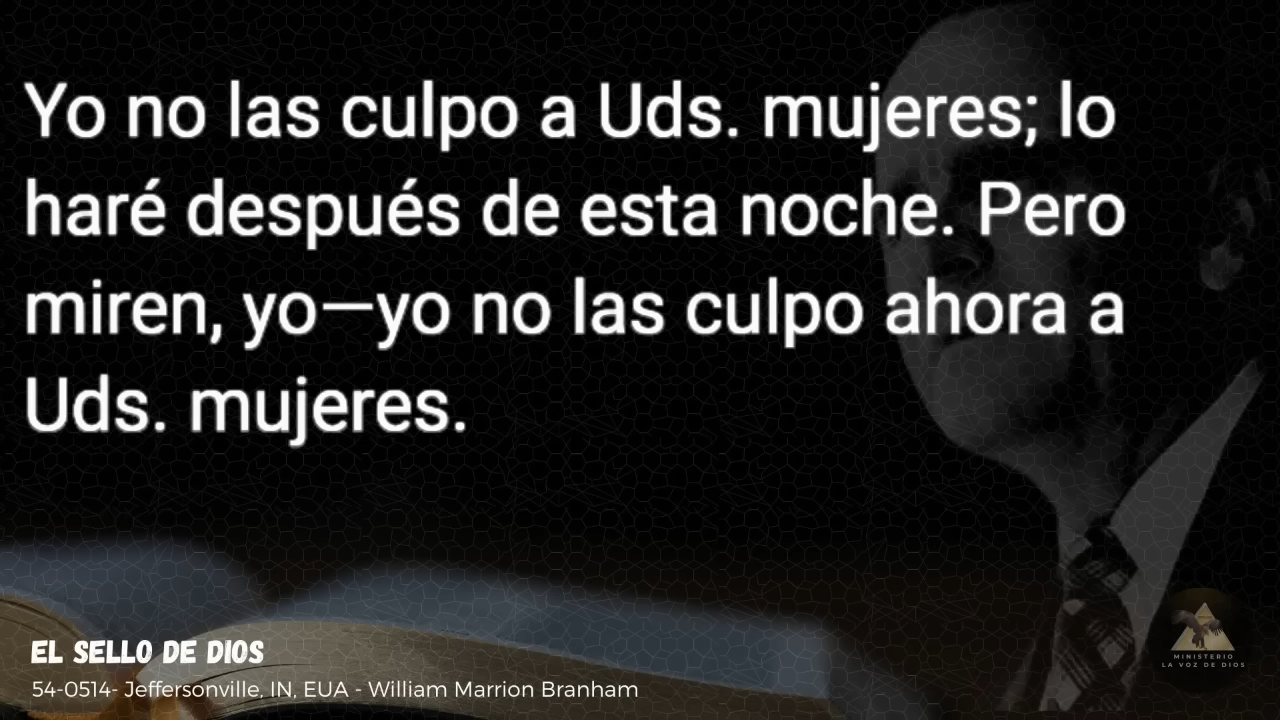 Yo no las culpo a Uds. mujeres; lo
haré después de esta noche. Pero
miren, yo—yo no las culpo ahora a
Uds. mujeres.
EL SELLO DE DIOS
54-0514- Jeffersonville, IN, EUA - William Marrion Branham
MINISTERIO
LA VOZ DE DIOS